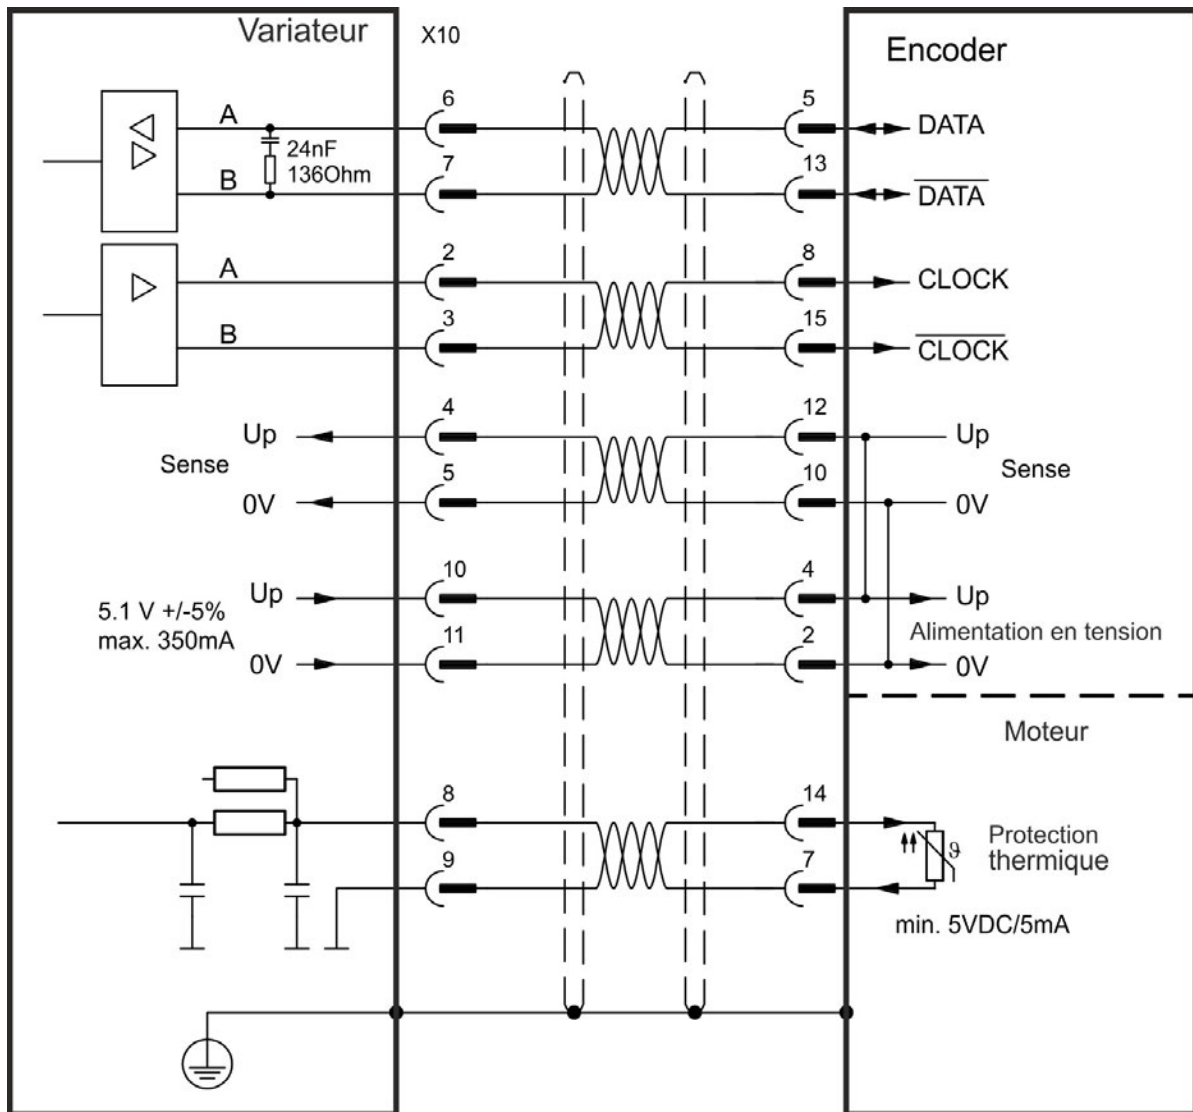 Variateur
X10
Encoder
A
6
5
DATA
24nF
136Ohm
B
7
13
DATA
A
2
8
CLOCK
B
3
15
CLOCK
Up
4
12
Up
Sense
Sense
0V
5
10
0V
Up
10
4
Up
5.1 V +/-5%
max. 350mA
Alimentation en tension
0V
11
2
0V
Moteur
8
14
Protection
thermique
ϑ
9
7
min. 5VDC/5mA